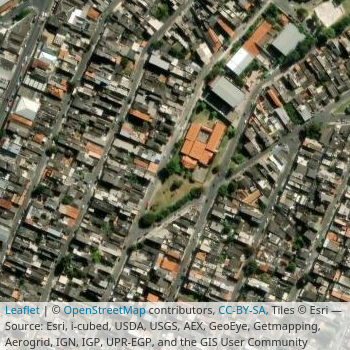 Leaflet | © OpenStreetMap contributors, CC-BY-SA, Tiles © Esri —
Source: Esri, i-cubed, USDA, USGS, AEX, GeoEye, Getmapping,
Aerogrid, IGN, IGP, UPR-EGP, and the GIS User Community